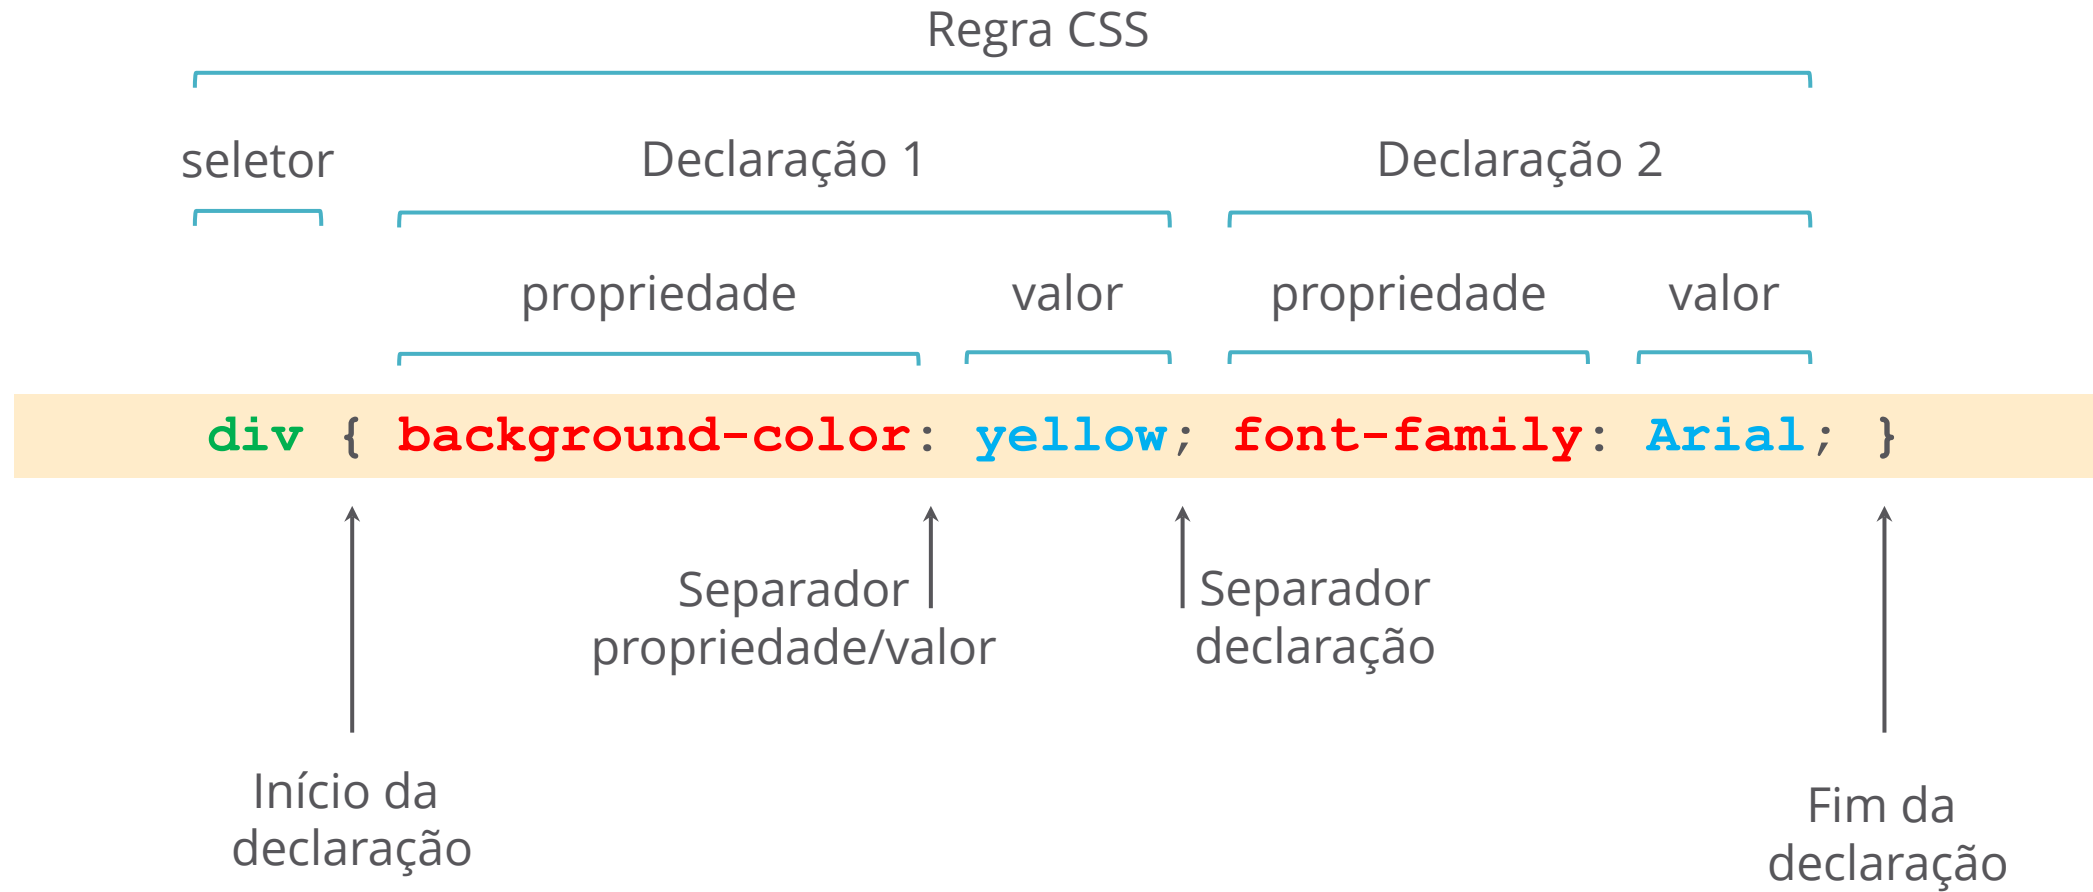 Regra CSS
seletor Declaração 1 Declaração 2
propriedade valor propriedade valor
div { background-color: yellow; font-family: Arial; }
Separador
propriedade/valor
Separador
declaração
Início da
declaração
Fim da
declaração